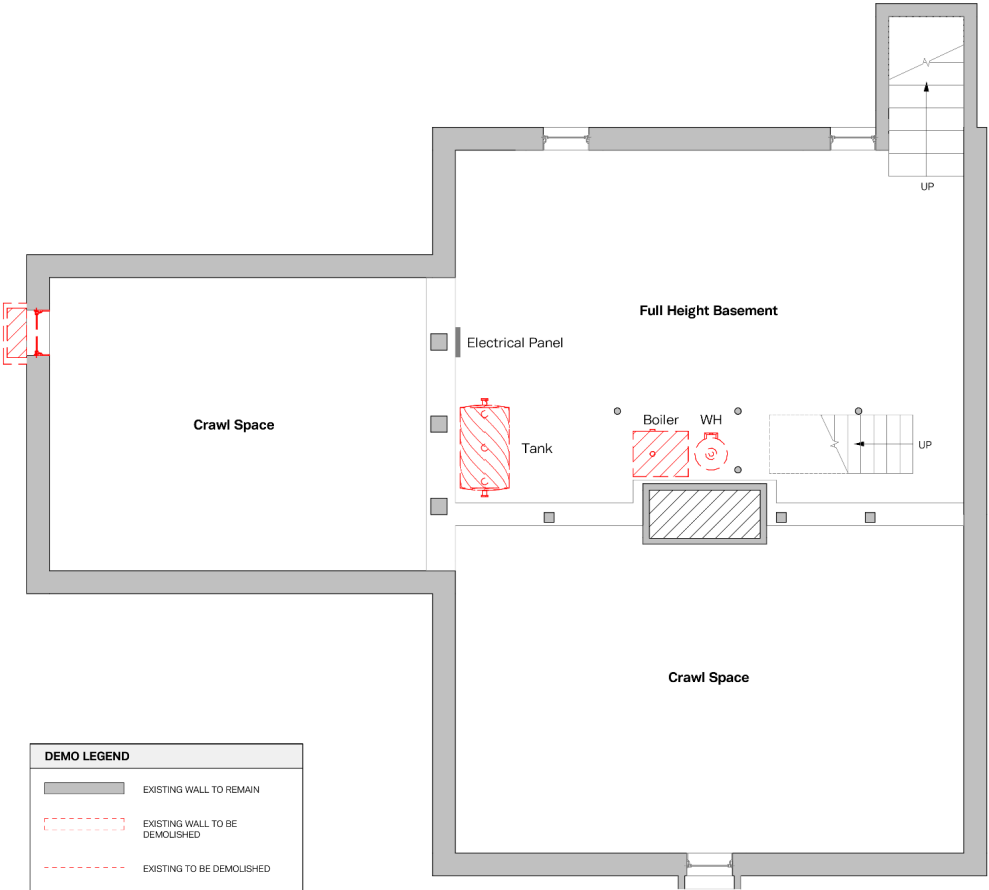 UP
Full Height Basement
Electrical Panel
Crawl Space
Boiler
WH
Tank
UP
Crawl Space
DEMO LEGEND
EXISTING WALL TO REMAIN
EXISTING WALL TO BE
DEMOLISHED
EXISTING TO BE DEMOLISHED